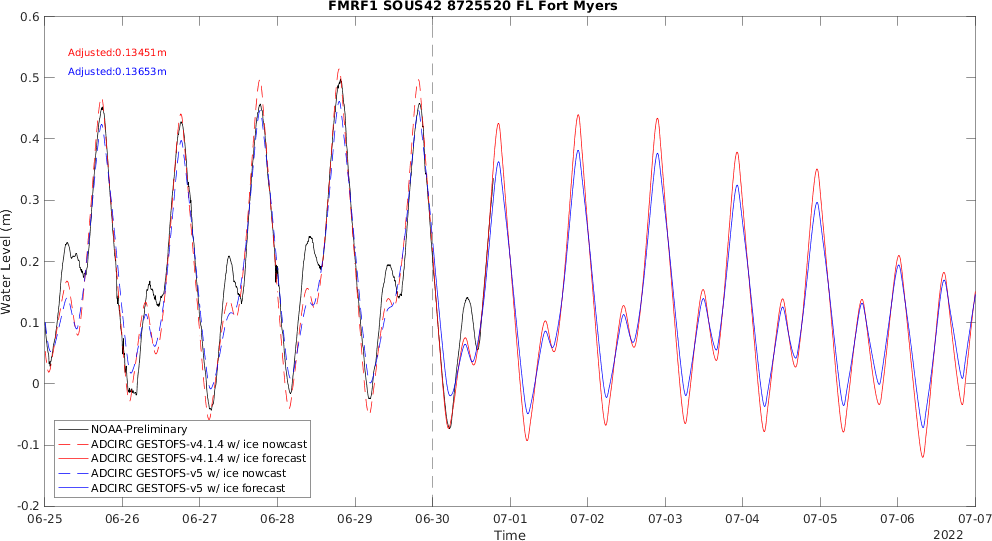 FMRF1 SOUS42 8725520 FL Fort Myers
0.6
0.5
0.4
0.3
0.2
0.1
0
-0.1
-0.2
Water Level (m)
Adjusted:0.13451m
Adjusted:0.13653m
NOAA-Preliminary
ADCIRC GESTOFS-v4.1.4 w/ ice nowcast
ADCIRC GESTOFS-v4.1.4 w/ ice forecast
ADCIRC GESTOFS-v5 w/ ice nowcast
ADCIRC GESTOFS-v5 w/ ice forecast
06-25 06-26 06-27 06-28 06-29 06-30 07-01 07-02 07-03 07-04 07-05 07-06 07-07
Time
2022